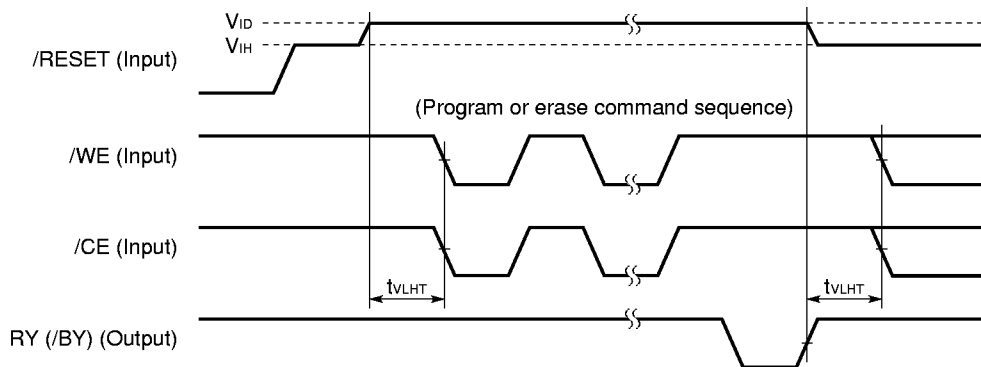 VID
VIH
/RESET (Input)
(Program or erase command sequence)
/WE (Input)
/CE (Input)
tVLHT
tVLHT
RY (/BY) (Output)